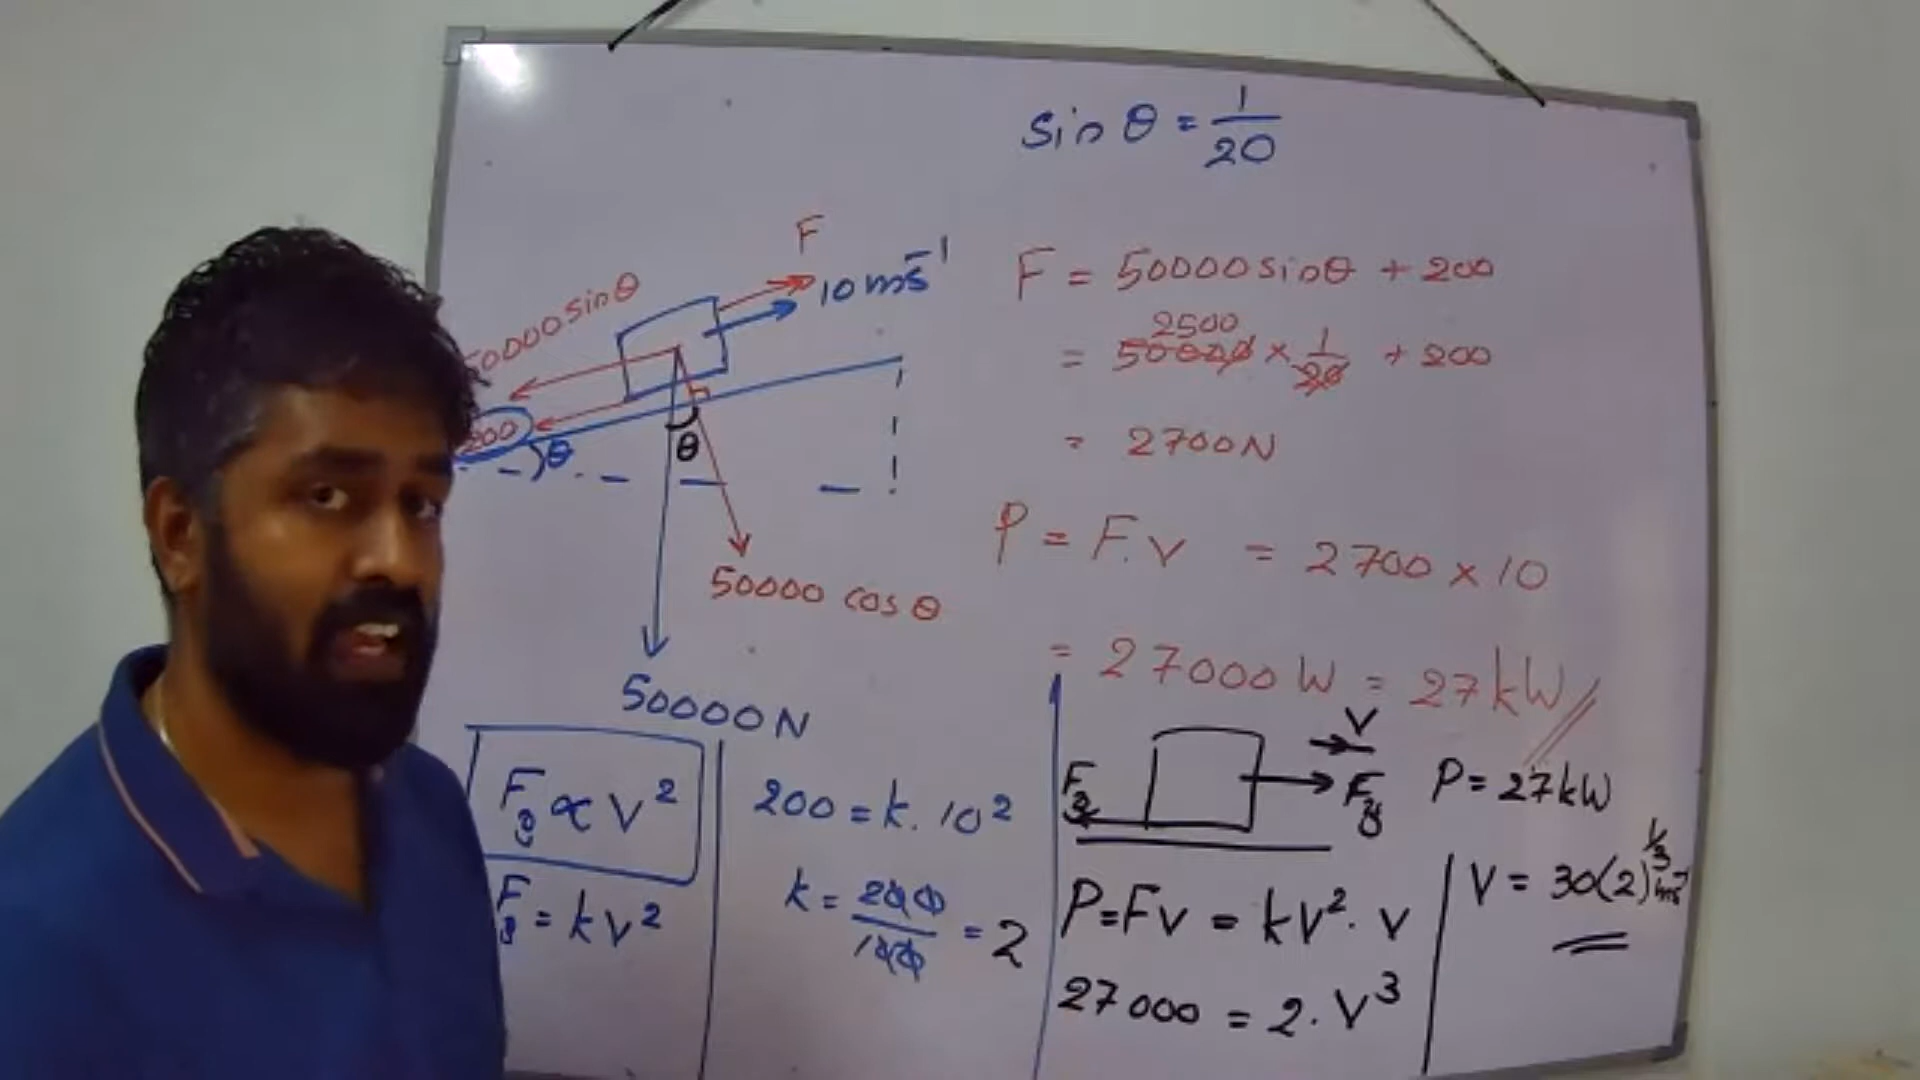 sin θ = 1/20
F
10 ms⁻¹
50000 sin θ
200
θ
θ
50000 cos θ
50000 N
F = 50000 sin θ + 200
2500
= 50000 × 1/20 + 200
= 2700 N
P = F.v = 2700 × 10
= 27000 W = 27 kW
F ∝ v²
F = kv²
200 = k. 10²
k = 200/100 = 2
F
v
F
P = 27 kW
P = Fv = kv². v
27000 = 2. v³
v = 30(2)^1/3 ms⁻¹